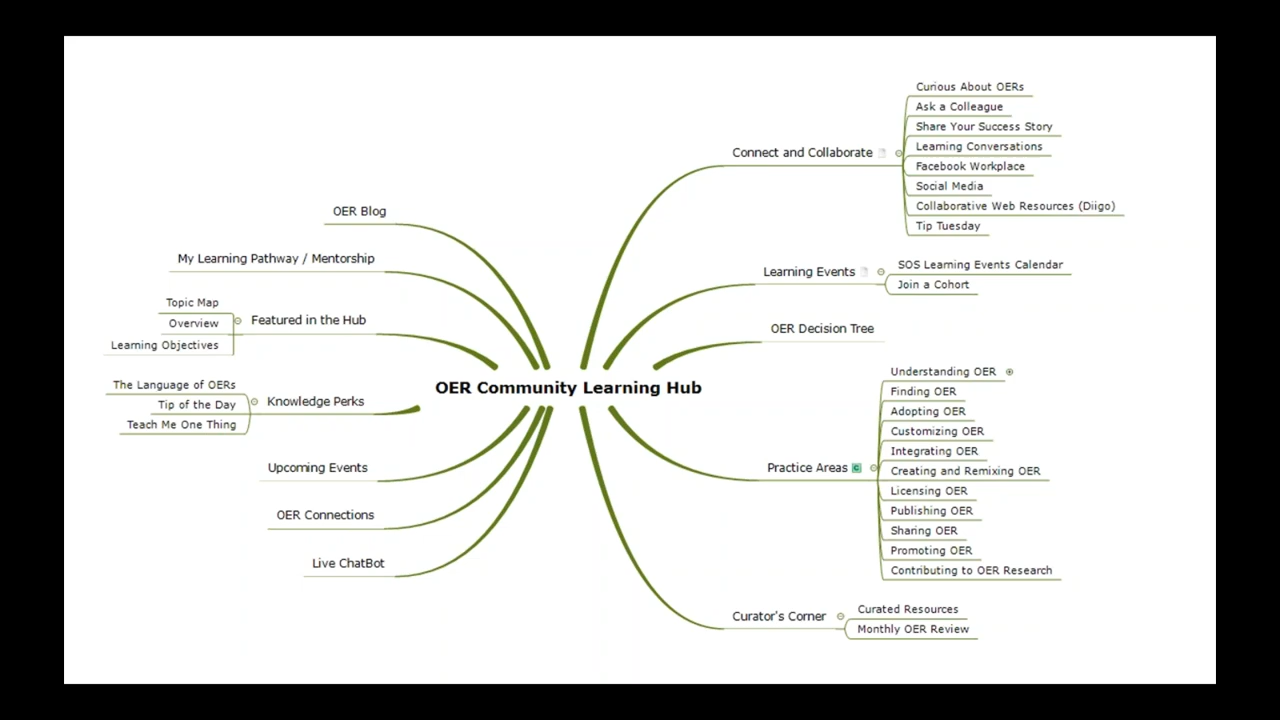 OER Community Learning Hub
Connect and Collaborate
Curious About OERs
Ask a Colleague
Share Your Success Story
Learning Conversations
Facebook Workplace
Social Media
Collaborative Web Resources (Diigo)
Tip Tuesday
Learning Events
SOS Learning Events Calendar
Join a Cohort
OER Decision Tree
Practice Areas
C
Understanding OER
Finding OER
Adopting OER
Customizing OER
Integrating OER
Creating and Remixing OER
Licensing OER
Publishing OER
Sharing OER
Promoting OER
Contributing to OER Research
Curator's Corner
Curated Resources
Monthly OER Review
OER Blog
My Learning Pathway / Mentorship
Featured in the Hub
Topic Map
Overview
Learning Objectives
Knowledge Perks
The Language of OERs
Tip of the Day
Teach Me One Thing
Upcoming Events
OER Connections
Live ChatBot